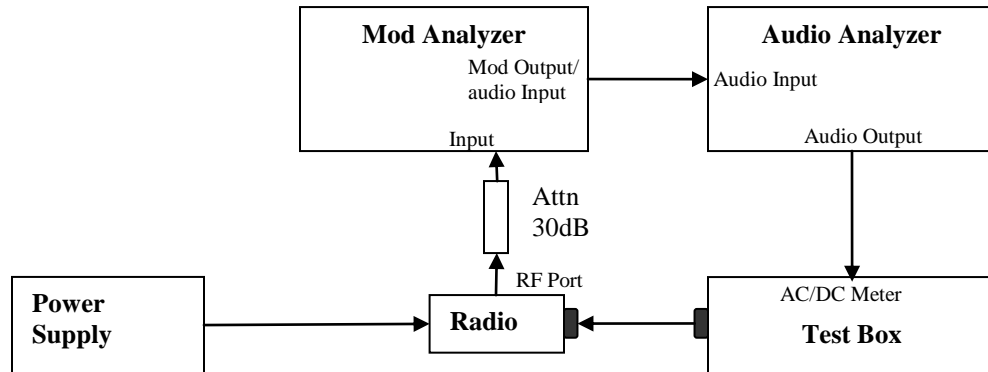 Mod Analyzer
Mod Output/
audio Input
Input
Audio Analyzer
Audio Input
Audio Output
Attn
30dB
RF Port
Power
Supply
Radio
AC/DC Meter
Test Box